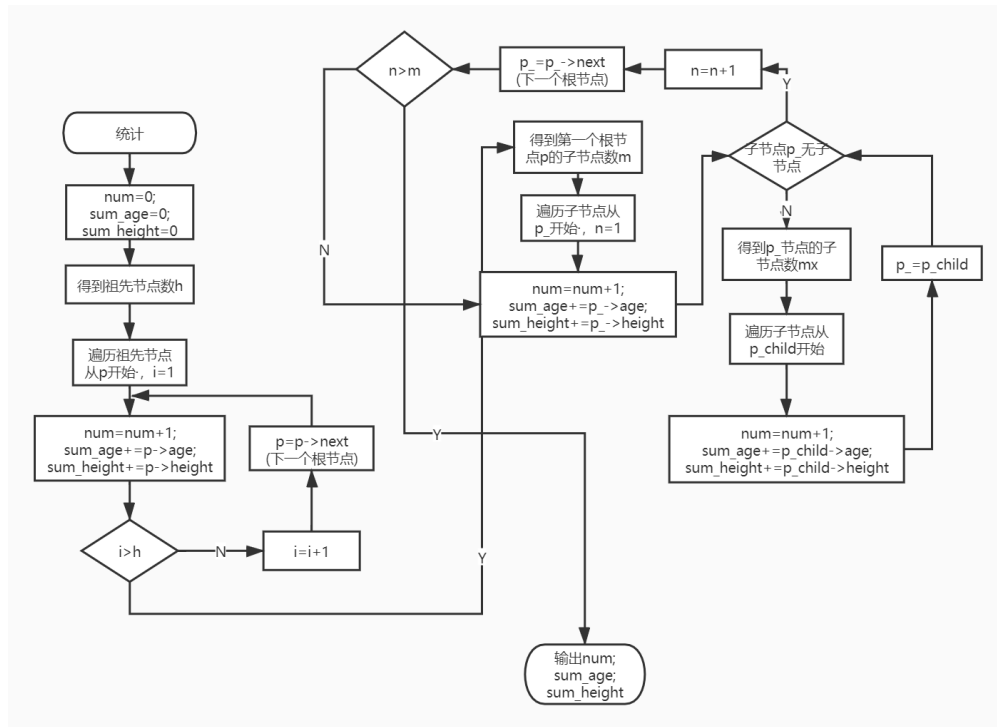 统计
num=0;
sum_age=0;
sum_height=0
得到祖先节点数h
遍历祖先节点
从p开始·，i=1
num=num+1;
sum_age+=p->age;
sum_height+=p->height
i>h
N
i=i+1
p=p->next
(下一个根节点)
Y
得到第一个根节
点p的子节点数m
遍历子节点从
p_开始·，n=1
num=num+1;
sum_age+=p_->age;
sum_height+=p_->height
子节点p_无子
节点
Y
n=n+1
p_=p_->next
(下一个根节点)
n>m
N
Y
N
得到p_节点的子
节点数mx
遍历子节点从
p_child开始
num=num+1;
sum_age+=p_child->age;
sum_height+=p_child->height
p_=p_child
输出num;
sum_age;
sum_height